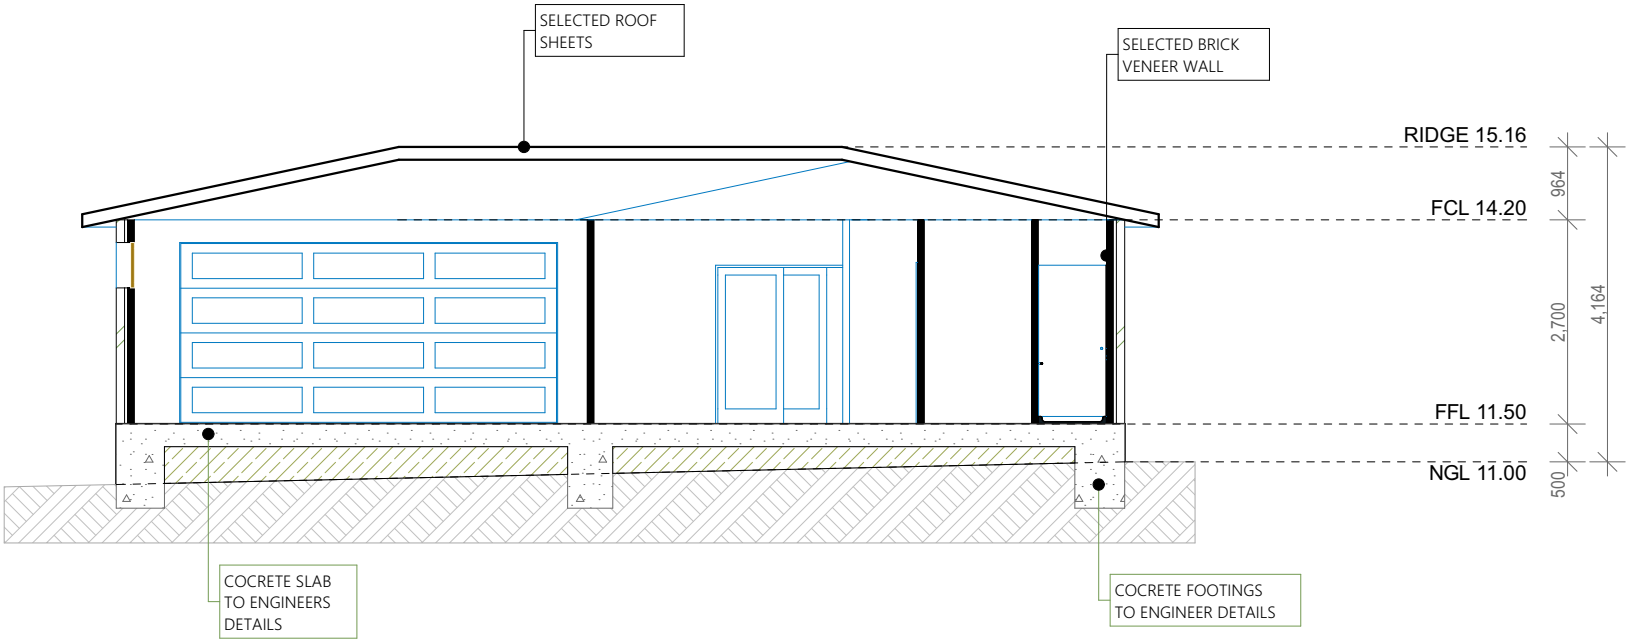 SELECTED ROOF
SHEETS
SELECTED BRICK
VENEER WALL
RIDGE 15.16
964
FCL 14.20
2,700
4,164
FFL 11.50
NGL 11.00
500
COCRETE SLAB
TO ENGINEERS
DETAILS
COCRETE FOOTINGS
TO ENGINEER DETAILS